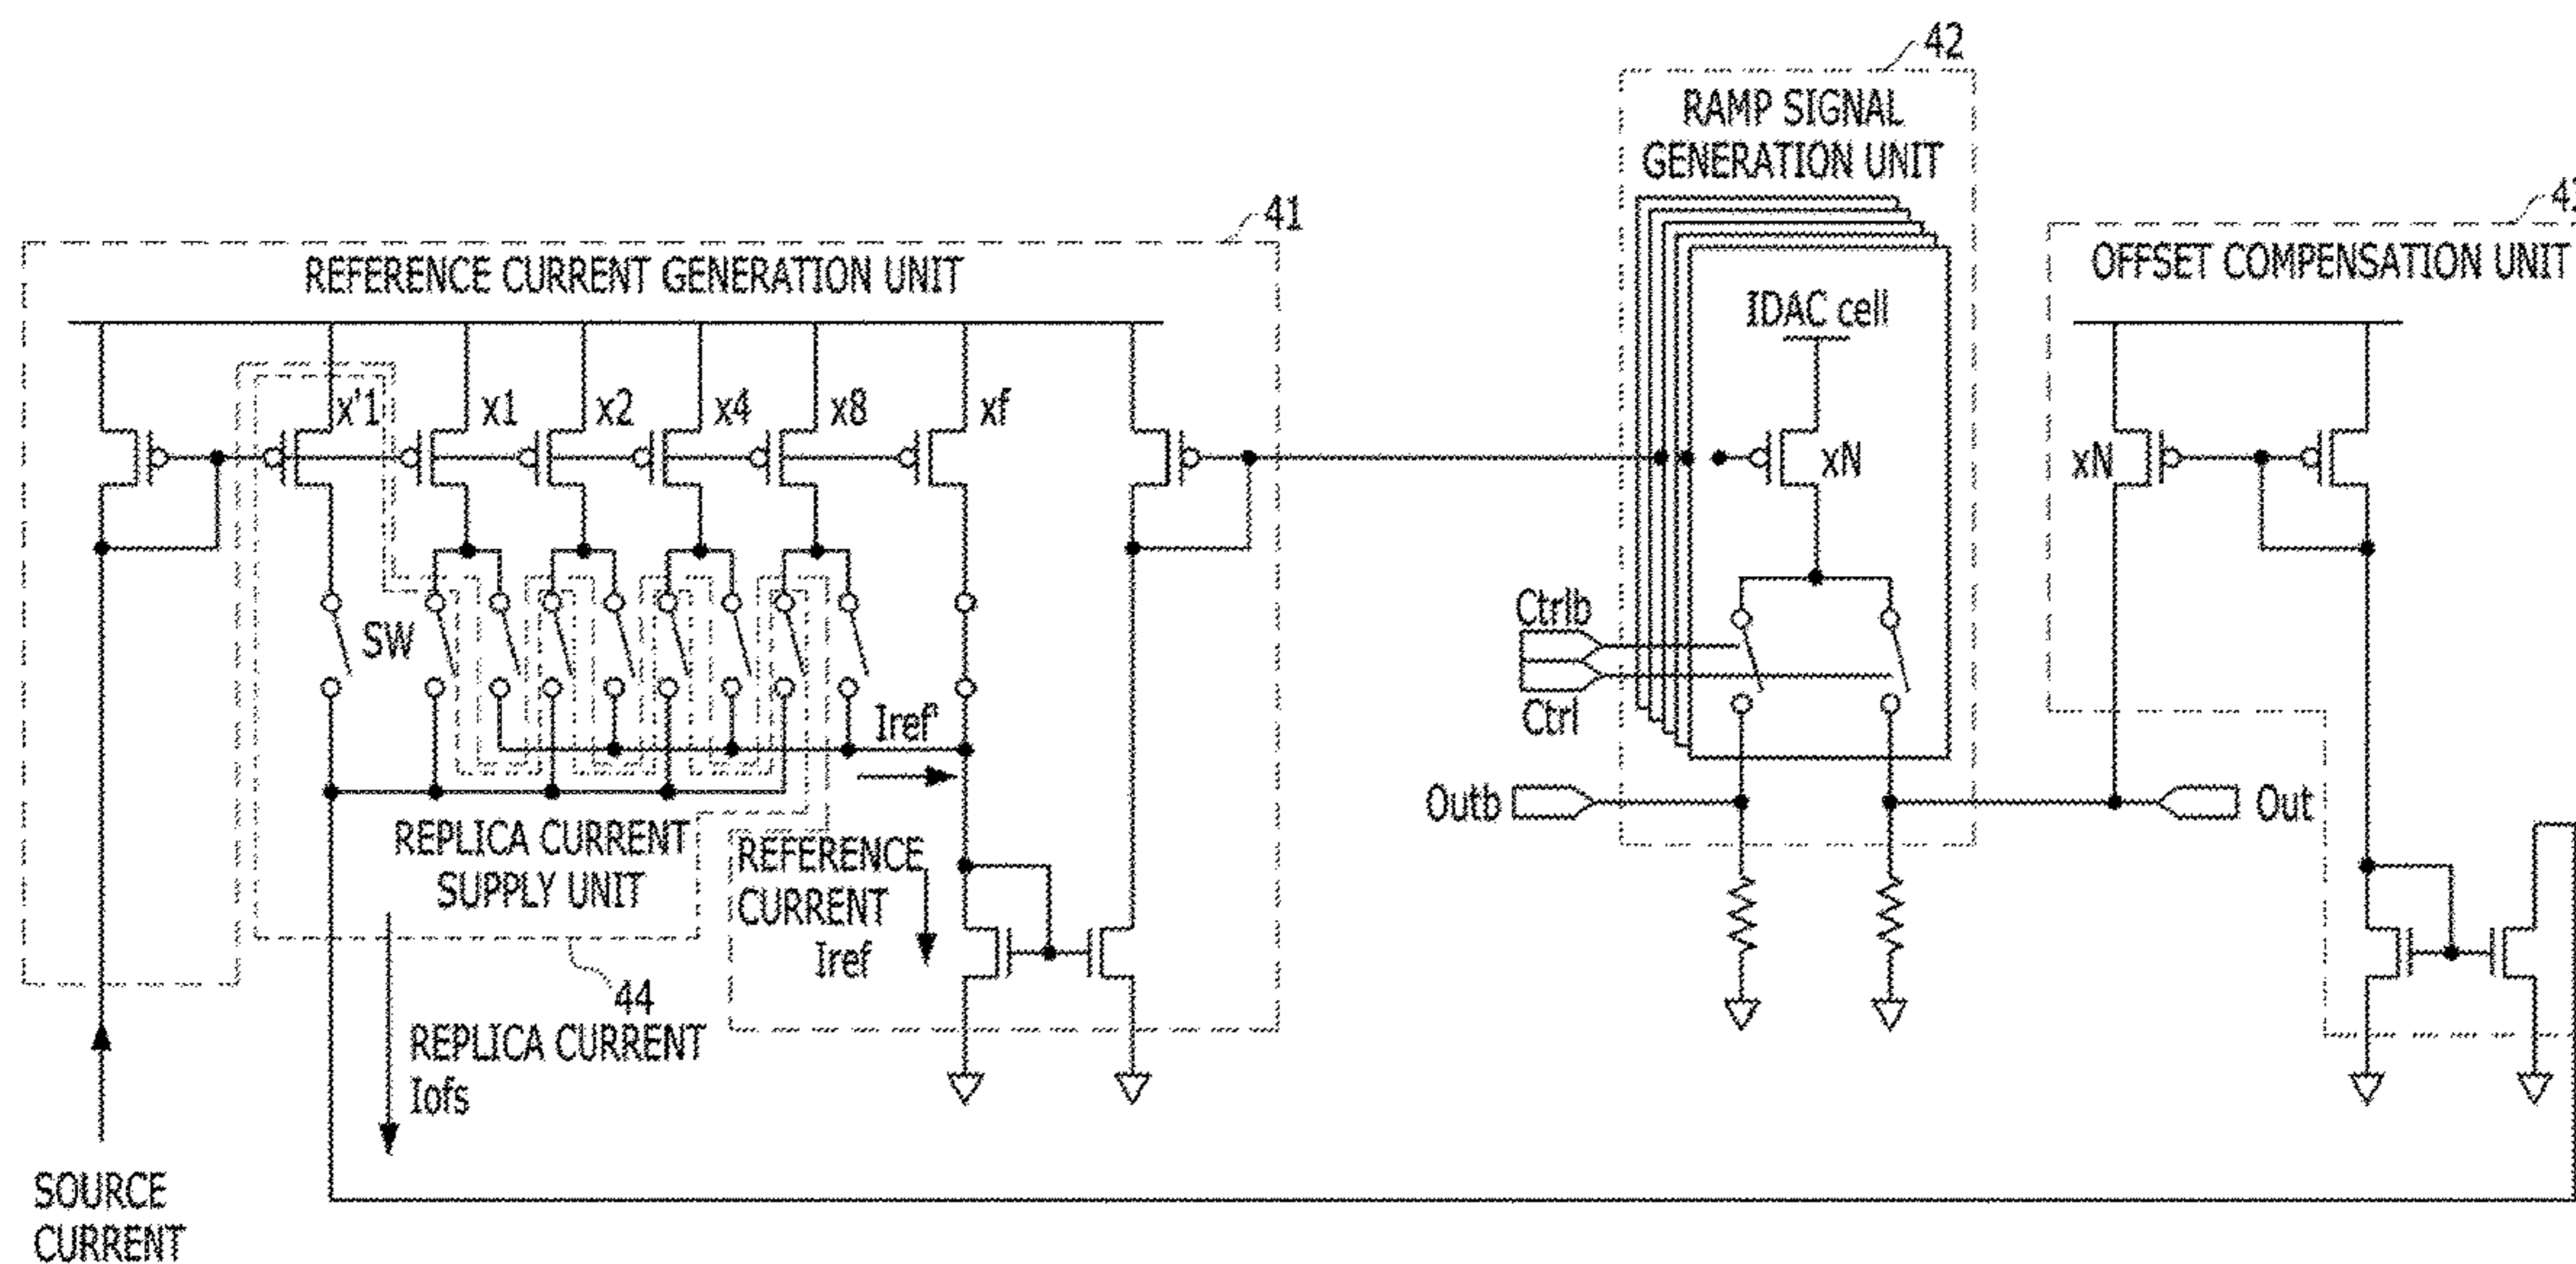 42
RAMP SIGNAL
GENERATION UNIT
41
REFERENCE CURRENT GENERATION UNIT
OFFSET COMPENSATION UNIT
IDAC cell
x'1
x1
x2
x4
x8
xf
xN
xN
SW
Ctrlb
Ctrl
Iref'
Outb
Out
REPLICA CURRENT
SUPPLY UNIT
REFERENCE
CURRENT
Iref
44
REPLICA CURRENT
Iofs
SOURCE
CURRENT